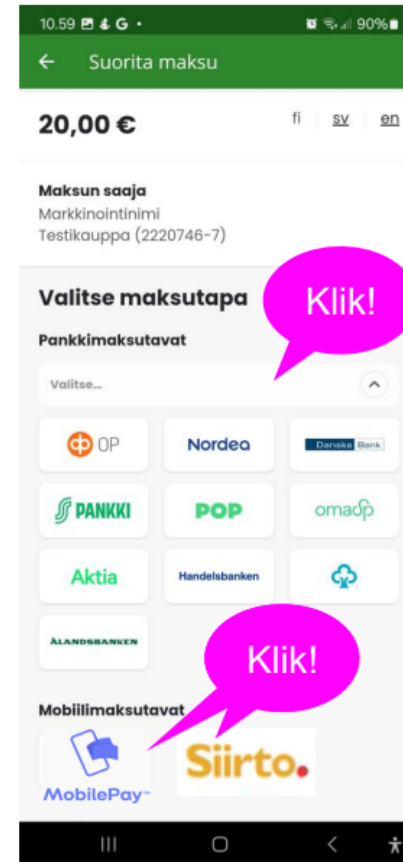 10.59 G • 90%
Suorita maksu
20,00 € fi sv en
Maksun saaja
Markkinointinimi
Testikauppa (2220746-7)
Valitse maksutapa
Klik!
Pankkimaksutavat
Valitse...
OP Nordea Danske Bank
S PANKKI POP omasp
Aktia Handelsbanken
ÅLANDSBANKEN
Klik!
Mobiilimaksutavat
MobilePay™ Siirto.